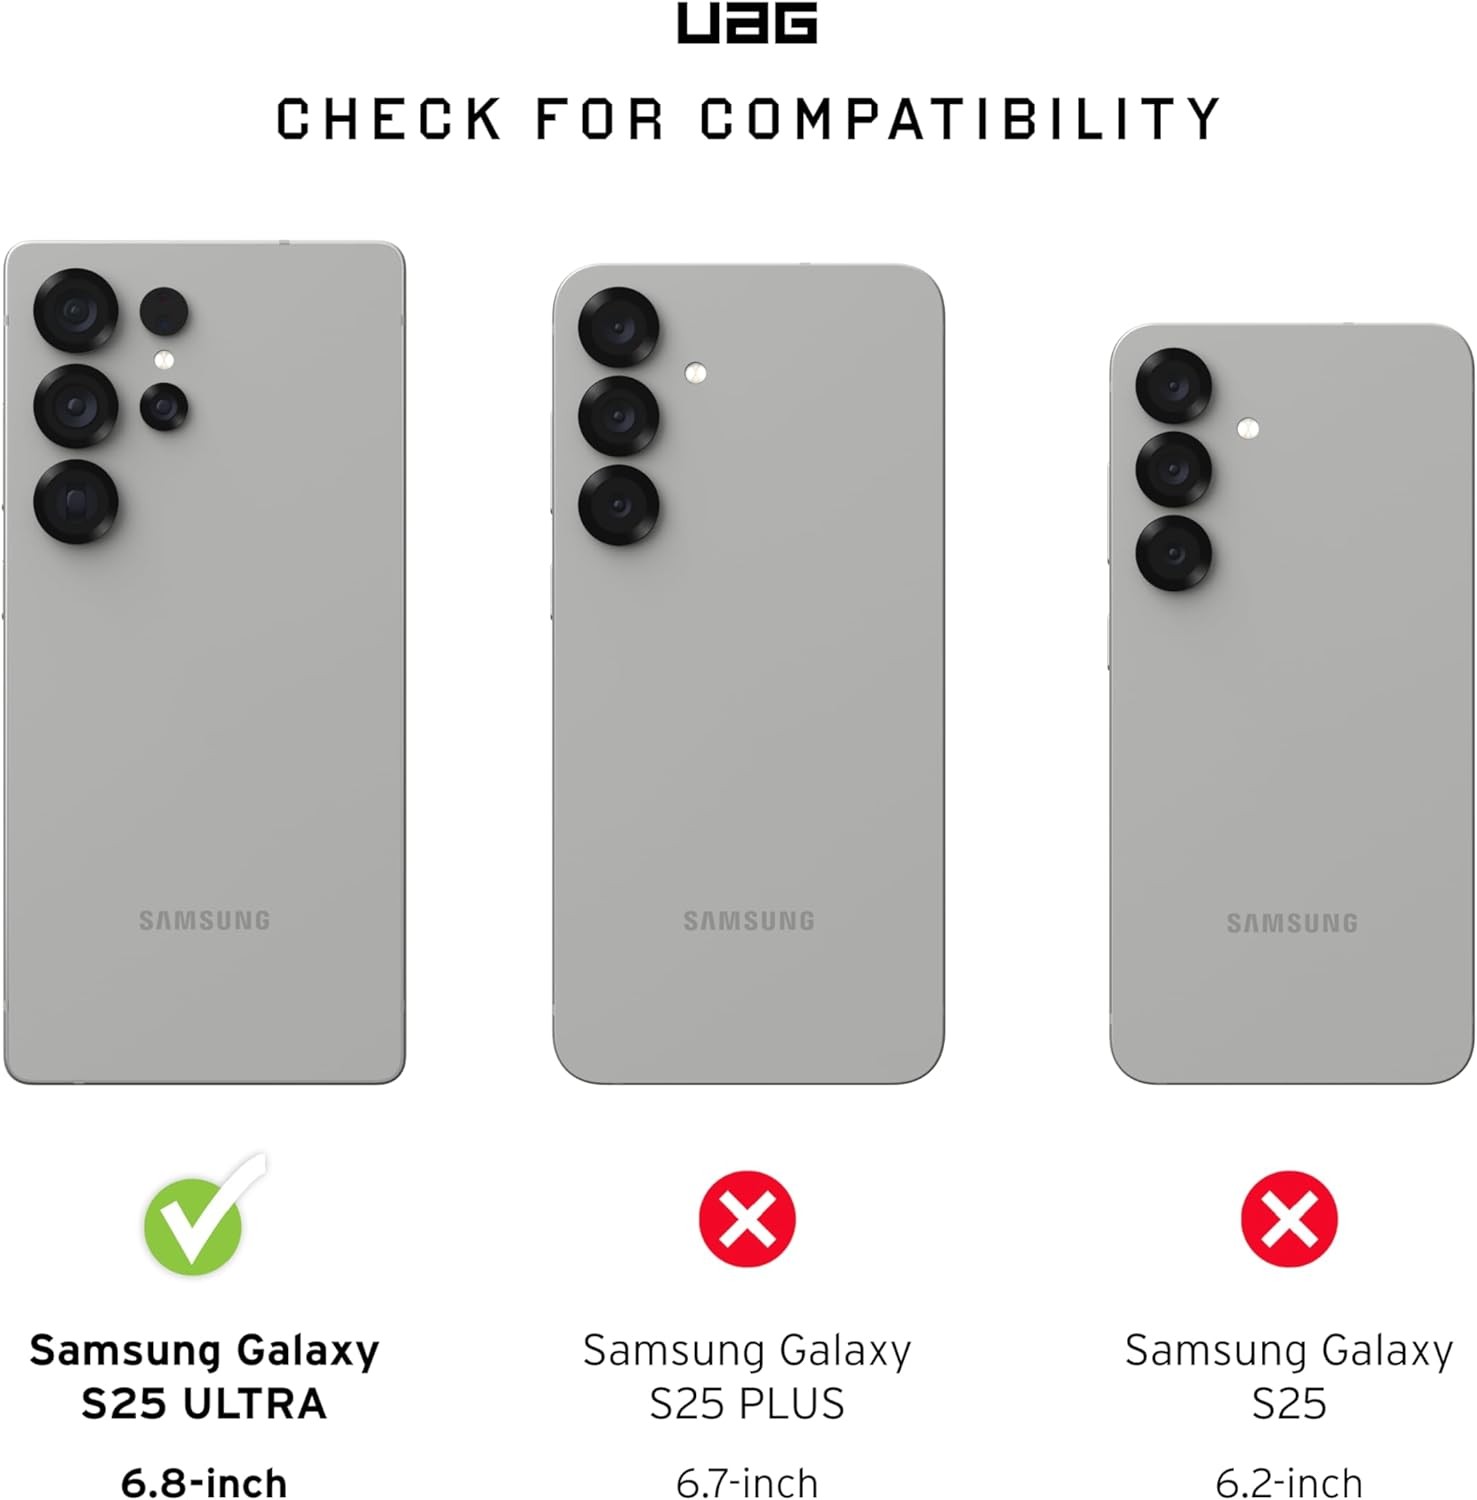 UAG
CHECK FOR COMPATIBILITY
SAMSUNG
SAMSUNG
SAMSUNG
Samsung Galaxy
S25 ULTRA
6.8-inch
Samsung Galaxy
S25 PLUS
6.7-inch
Samsung Galaxy
S25
6.2-inch